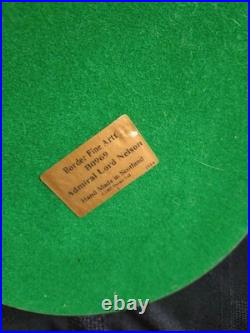 Border Fine Arts
B0969
Admiral Lord Nelson
Hand Made in Scotland